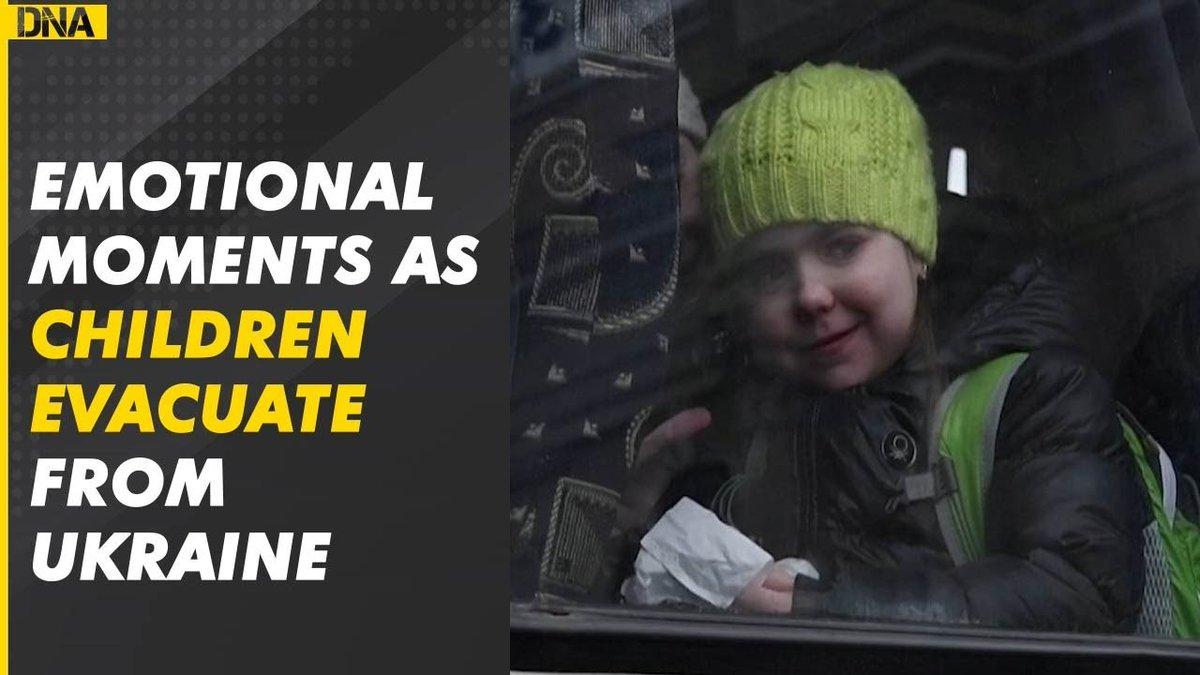 DNA
EMOTIONAL
MOMENTS AS
CHILDREN
EVACUATE
FROM
UKRAINE